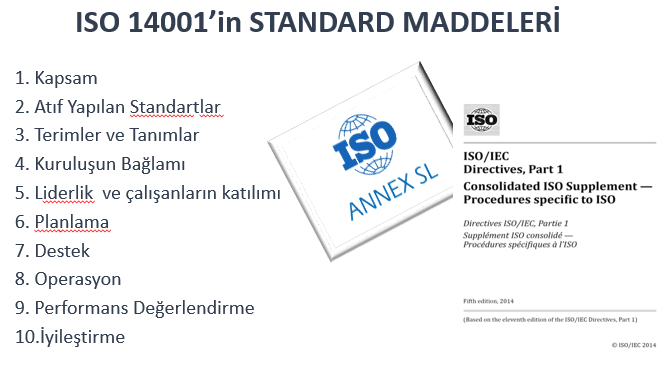 ISO 14001’in STANDARD MADDELERİ
1. Kapsam
2. Atıf Yapılan Standartlar
3. Terimler ve Tanımlar
4. Kuruluşun Bağlamı
5. Liderlik ve çalışanların katılımı
6. Planlama
7. Destek
8. Operasyon
9. Performans Değerlendirme
10.İyileştirme
ISO
ANNEX SL
ISO
ISO/IEC
Directives, Part 1
Consolidated ISO Supplement —
Procedures specific to ISO
Directives ISO/IEC, Partie 1
Supplément ISO consolidé —
Procédures spécifiques à l'ISO
Fifth edition, 2014
(Based on the eleventh edition of the ISO/IEC Directives, Part 1)
© ISO/IEC 2014